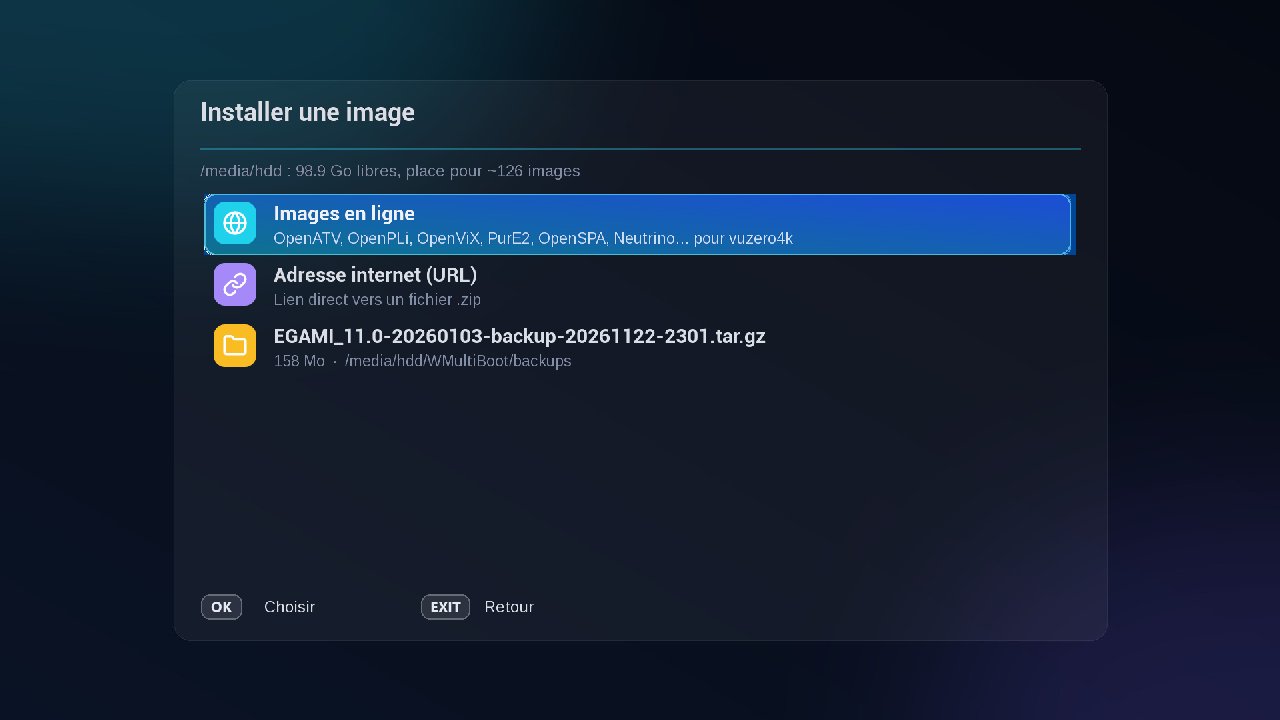 Installer une image
/media/hdd : 98.9 Go libres, place pour ~126 images
Images en ligne
OpenATV, OpenPLi, OpenViX, PurE2, OpenSPA, Neutrino... pour vuzero4k
Adresse internet (URL)
Lien direct vers un fichier .zip
EGAMI_11.0-20260103-backup-20261122-2301.tar.gz
158 Mo · /media/hdd/WMultiBoot/backups
OK Choisir EXIT Retour